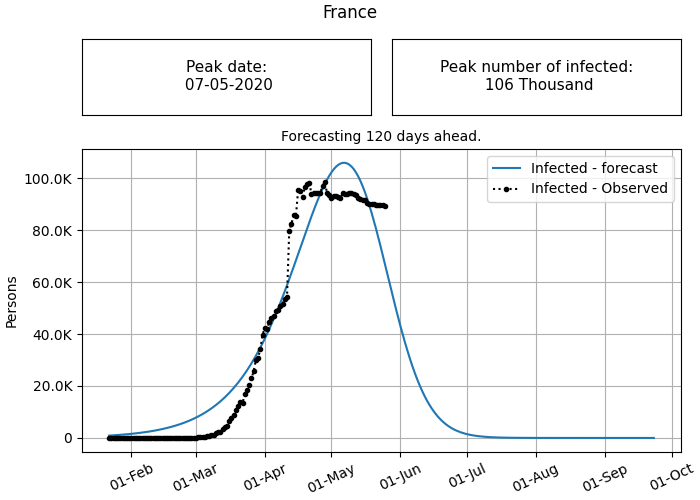 France
Peak date:
07-05-2020
Peak number of infected:
106 Thousand
Forecasting 120 days ahead.
Infected - forecast
Infected - Observed
100.0K
80.0K
60.0K
40.0K
20.0K
0
Persons
01-Feb
01-Mar
01-Apr
01-May
01-Jun
01-Jul
01-Aug
01-Sep
01-Oct